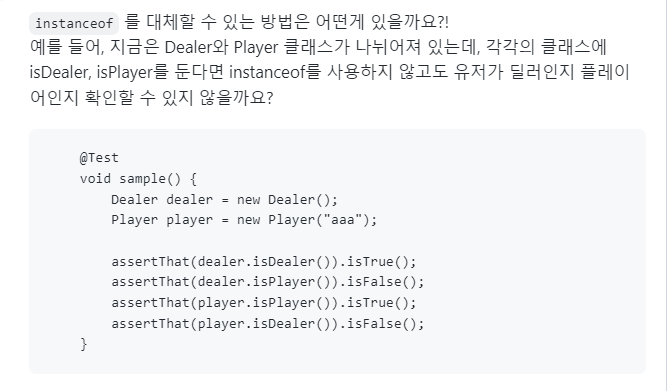 instanceof 를 대체할 수 있는 방법은 어떤게 있을까요?!
예를 들어, 지금은 Dealer와 Player 클래스가 나뉘어져 있는데, 각각의 클래스에
isDealer, isPlayer를 둔다면 instanceof를 사용하지 않고도 유저가 딜러인지 플레이
어인지 확인할 수 있지 않을까요?
@Test
void sample() {
    Dealer dealer = new Dealer();
    Player player = new Player("aaa");
    assertThat(dealer.isDealer()).isTrue();
    assertThat(dealer.isPlayer()).isFalse();
    assertThat(player.isPlayer()).isTrue();
    assertThat(player.isDealer()).isFalse();
}